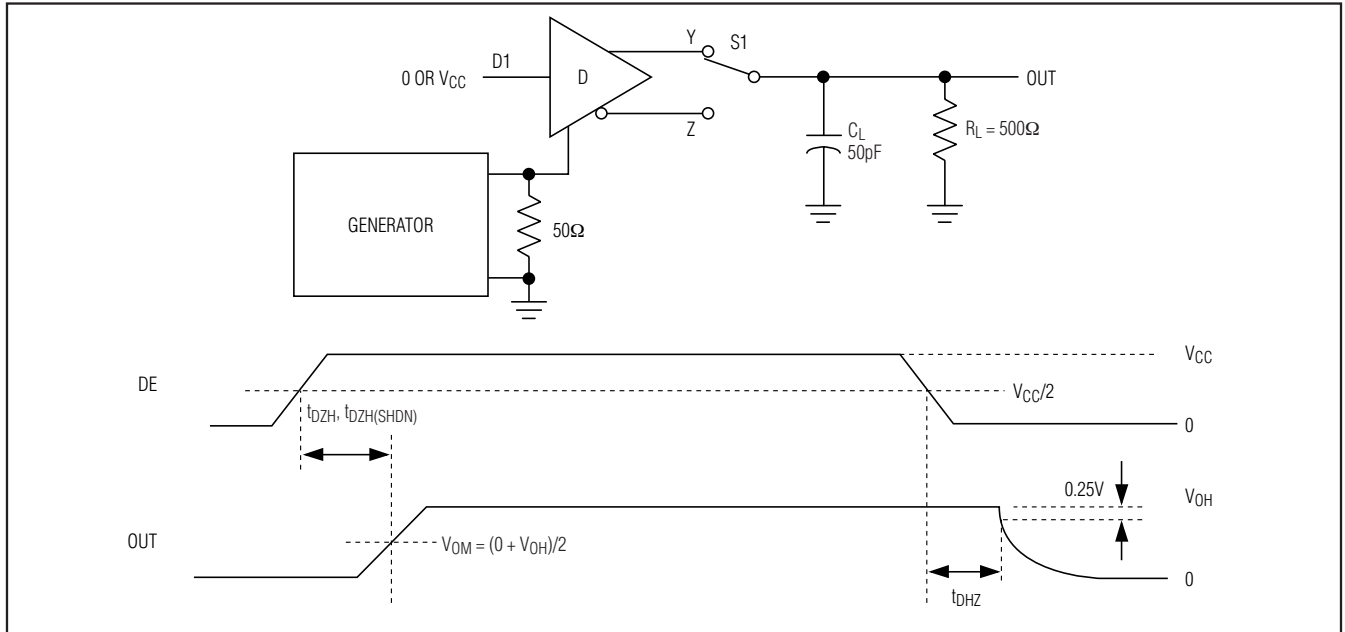 Y
S1
D1
0 OR VCC
D
OUT
Z
CL
50pF
RL = 500Ω
GENERATOR
50Ω
VCC
DE
VCC/2
tDZH, tDZH(SHDN)
0
0.25V
VOH
OUT
VOM = (0 + VOH)/2
0
tDHZ